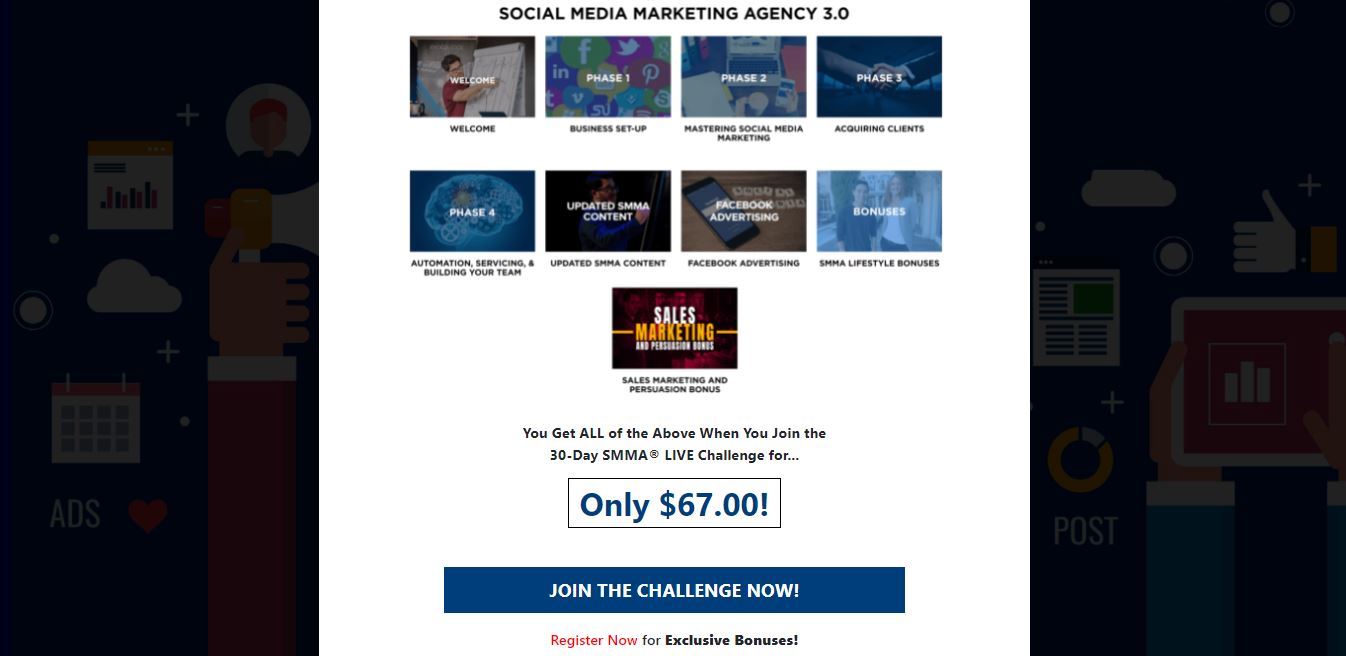 SOCIAL MEDIA MARKETING AGENCY 3.0
WELCOME
PHASE 1
PHASE 2
PHASE 3
WELCOME
BUSINESS SET-UP
MASTERING SOCIAL MEDIA
MARKETING
ACQUIRING CLIENTS
PHASE 4
UPDATED SMMA
CONTENT
FACEBOOK
ADVERTISING
BONUSES
AUTOMATION, SERVICING, &
BUILDING YOUR TEAM
UPDATED SMMA CONTENT
FACEBOOK ADVERTISING
SMMA LIFESTYLE BONUSES
SALES
MARKETING
AND PERSUASION BONUS
SALES MARKETING AND
PERSUASION BONUS
You Get ALL of the Above When You Join the
30-Day SMMA® LIVE Challenge for...
Only $67.00!
JOIN THE CHALLENGE NOW!
Register Now for Exclusive Bonuses!
ADS
POST